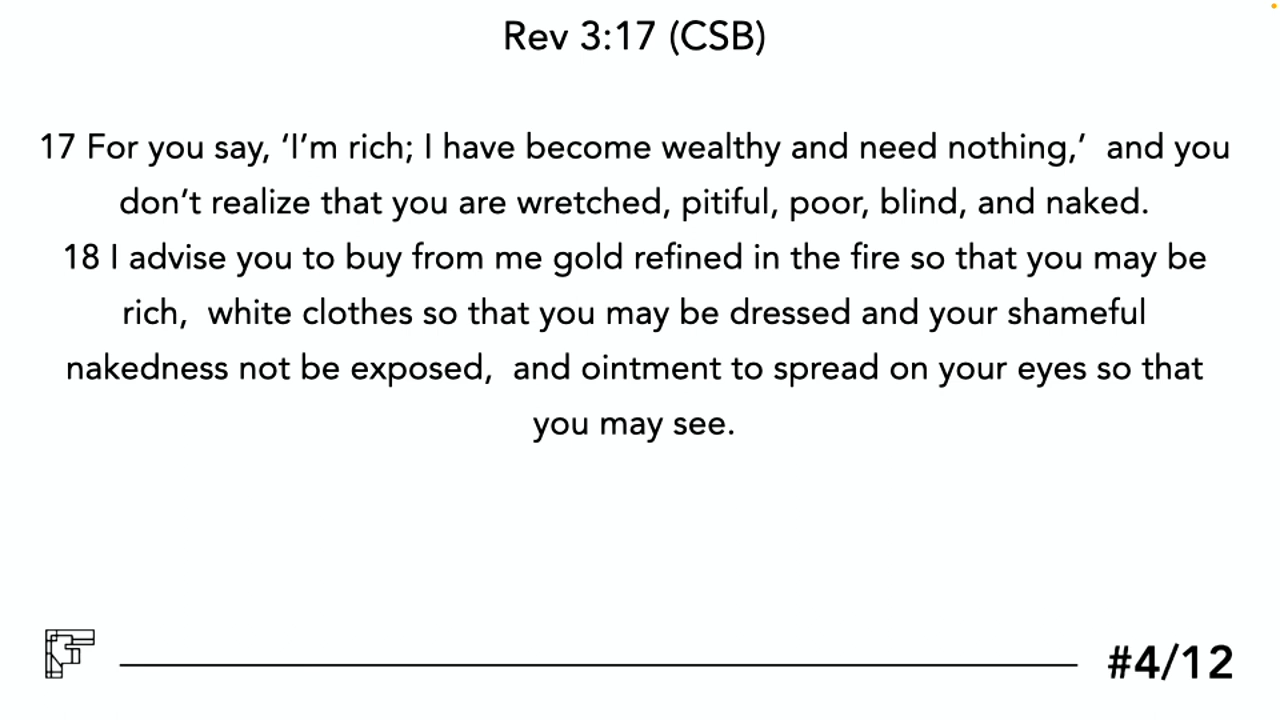 Rev 3:17 (CSB)
17 For you say, ‘I’m rich; I have become wealthy and need nothing,’  and you
don’t realize that you are wretched, pitiful, poor, blind, and naked.
18 I advise you to buy from me gold refined in the fire so that you may be
rich,  white clothes so that you may be dressed and your shameful
nakedness not be exposed,  and ointment to spread on your eyes so that
you may see.
#4/12